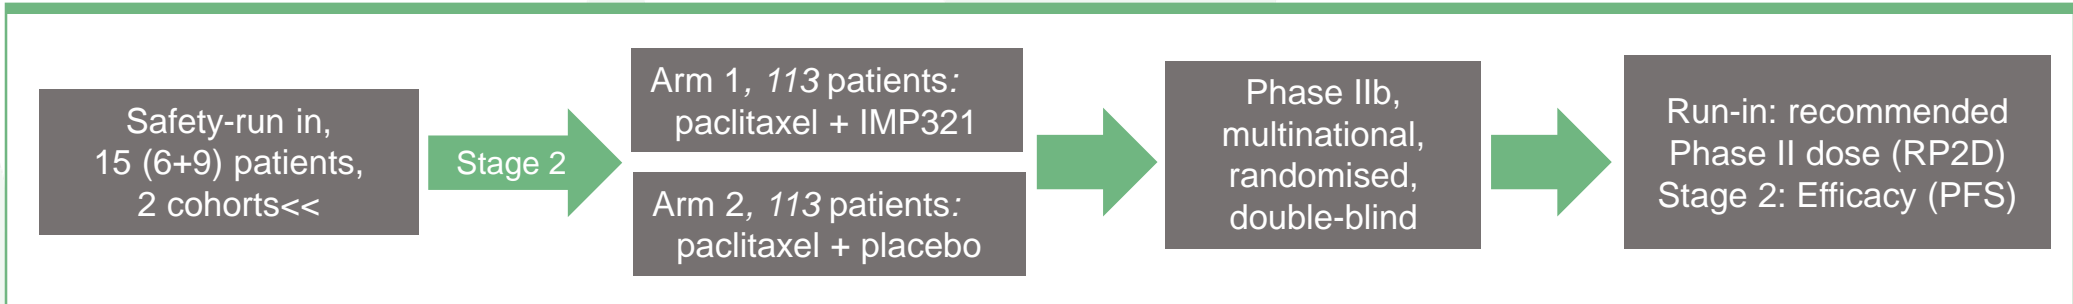 Safety-run in,
15 (6+9) patients,
2 cohorts<<
Stage 2
Arm 1, 113 patients:
paclitaxel + IMP321
Arm 2, 113 patients:
paclitaxel + placebo
Phase IIb,
multinational,
randomised,
double-blind
Run-in: recommended
Phase II dose (RP2D)
Stage 2: Efficacy (PFS)